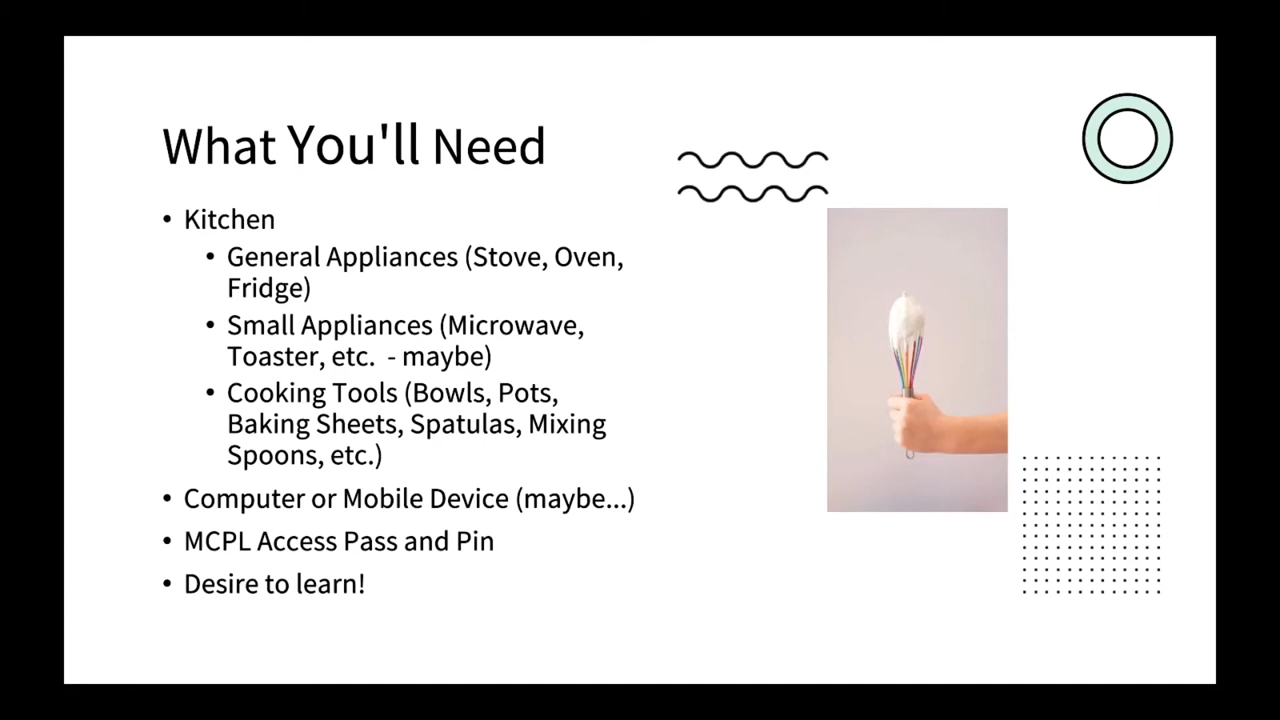 What You'll Need
• Kitchen
• General Appliances (Stove, Oven,
Fridge)
• Small Appliances (Microwave,
Toaster, etc.  - maybe)
• Cooking Tools (Bowls, Pots,
Baking Sheets, Spatulas, Mixing
Spoons, etc.)
• Computer or Mobile Device (maybe...)
• MCPL Access Pass and Pin
• Desire to learn!